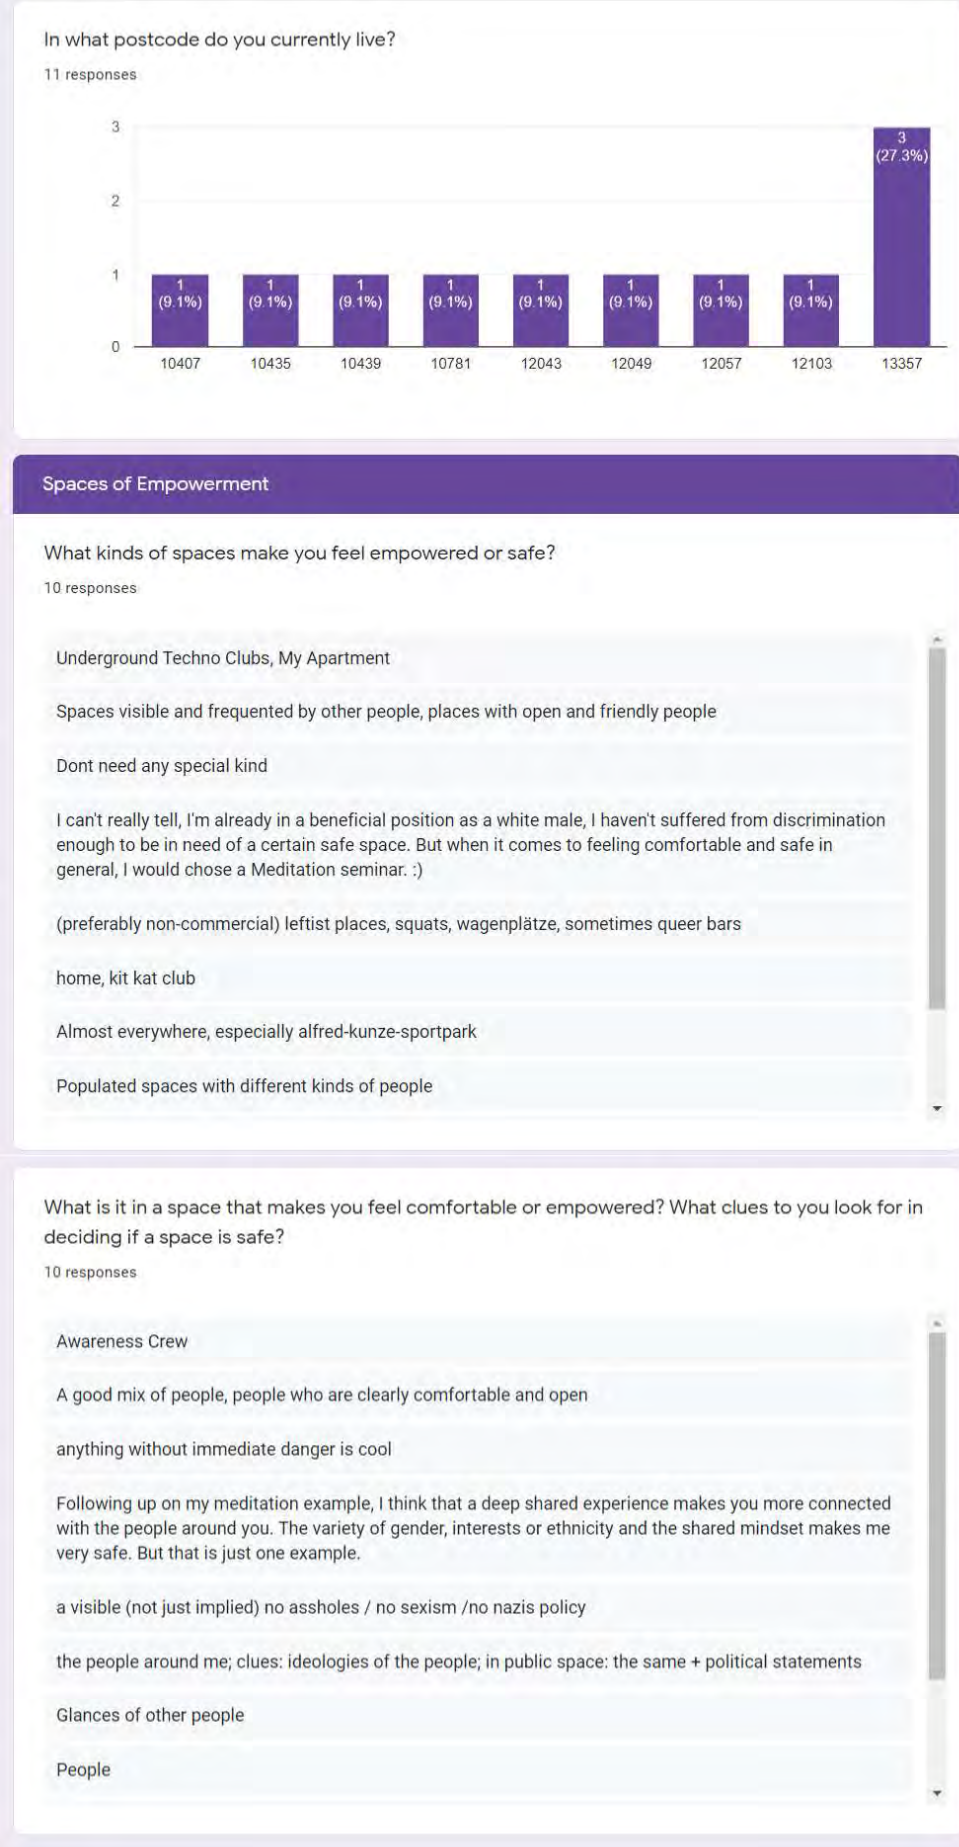 In what postcode do you currently live?
11 responses
3
2
1
0
1
(9.1%)
1
(9.1%)
1
(9.1%)
1
(9.1%)
1
(9.1%)
1
(9.1%)
1
(9.1%)
1
(9.1%)
3
(27.3%)
10407 10435 10439 10781 12043 12049 12057 12103 13357
Spaces of Empowerment
What kinds of spaces make you feel empowered or safe?
10 responses
Underground Techno Clubs, My Apartment
Spaces visible and frequented by other people, places with open and friendly people
Dont need any special kind
I can't really tell, I'm already in a beneficial position as a white male, I haven't suffered from discrimination
enough to be in need of a certain safe space. But when it comes to feeling comfortable and safe in
general, I would chose a Meditation seminar. :)
(preferably non-commercial) leftist places, squats, wagenplätze, sometimes queer bars
home, kit kat club
Almost everywhere, especially alfred-kunze-sportpark
Populated spaces with different kinds of people
What is it in a space that makes you feel comfortable or empowered? What clues to you look for in
deciding if a space is safe?
10 responses
Awareness Crew
A good mix of people, people who are clearly comfortable and open
anything without immediate danger is cool
Following up on my meditation example, I think that a deep shared experience makes you more connected
with the people around you. The variety of gender, interests or ethnicity and the shared mindset makes me
very safe. But that is just one example.
a visible (not just implied) no assholes / no sexism /no nazis policy
the people around me; clues: ideologies of the people; in public space: the same + political statements
Glances of other people
People